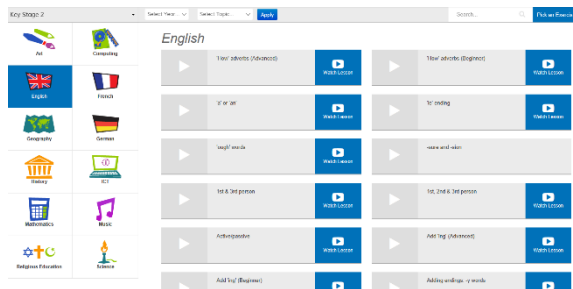 Key Stage 2
Select Year...
Select Topic...
Apply
Search...
Pick an Exercise
English
Art
Computing
English
French
Geography
German
History
ICT
Mathematics
Music
Religious Education
Science
'How' adverbs (Advanced)
Watch Lesson
'How' adverbs (Beginner)
Watch Lesson
'a' or 'an'
Watch Lesson
'le' ending
Watch Lesson
'ough' words
Watch Lesson
-sure and -sion
1st & 3rd person
Watch Lesson
1st, 2nd & 3rd person
Watch Lesson
Active/passive
Watch Lesson
Add 'ing' (Advanced)
Watch Lesson
Add 'ing' (Beginner)
Adding endings: -y words